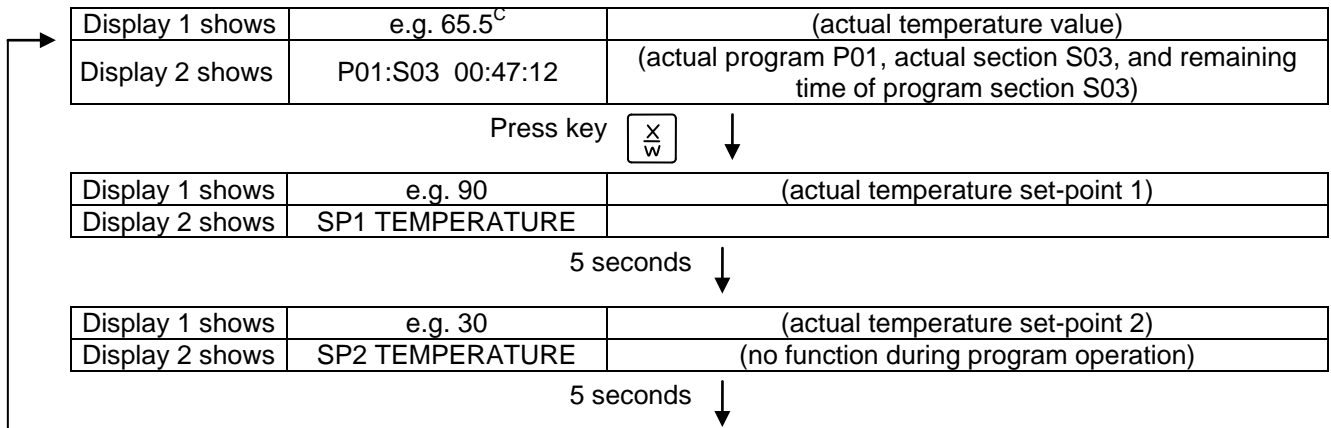 Display 1 shows e.g. 65.5C (actual temperature value)
Display 2 shows P01:S03 00:47:12 (actual program P01, actual section S03, and remaining
time of program section S03)
Press key X/W
Display 1 shows e.g. 90 (actual temperature set-point 1)
Display 2 shows SP1 TEMPERATURE
5 seconds
Display 1 shows e.g. 30 (actual temperature set-point 2)
Display 2 shows SP2 TEMPERATURE (no function during program operation)
5 seconds